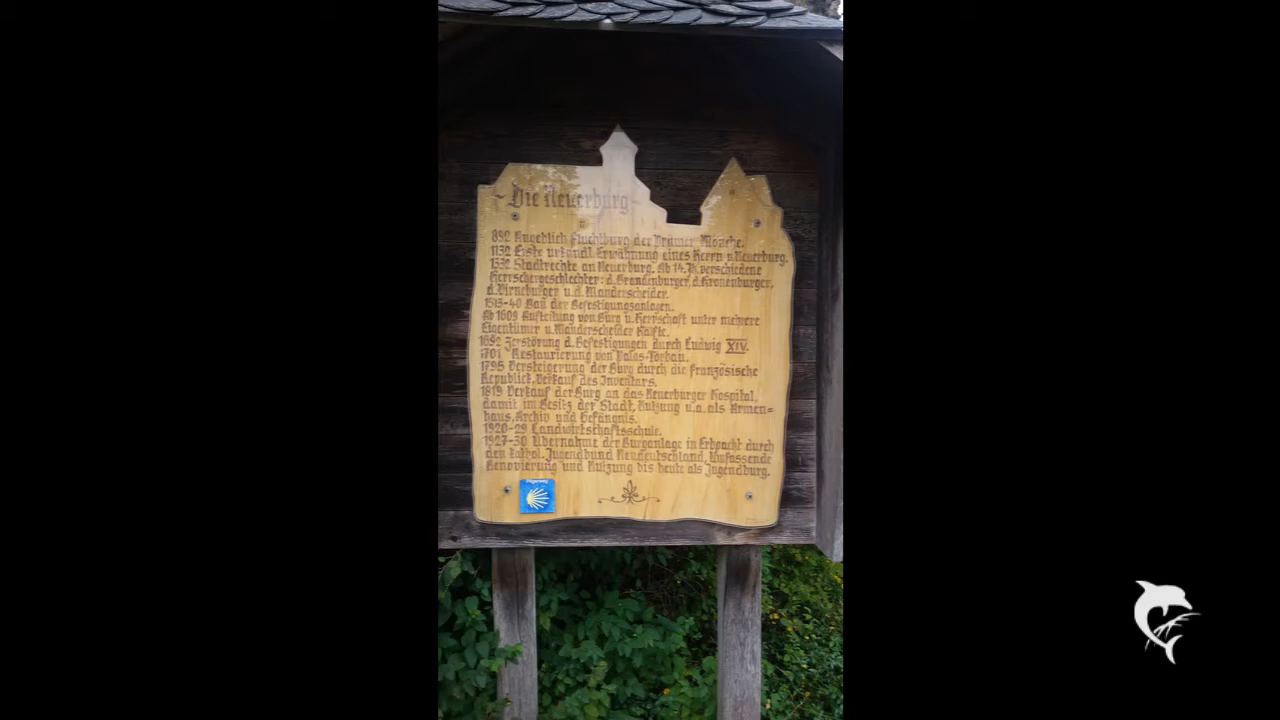 ~ Die Neuerburg ~
892 Angeblich Fluchtburg der Prümer Mönche.
1132 Erste urkundl. Erwähnung eines Herrn v. Neuerburg.
1332 Stadtrechte an Neuerburg. Ab 14. Jh. verschiedene
Herrschergeschlechter: d. Brandenburger, d. Kronenburger,
d. Virneburger u. d. Manderscheider.
1513-40 Bau der Befestigungsanlagen.
Ab 1609 Aufteilung von Burg u. Herrschaft unter mehrere
Eigentümer u. Manderscheider Hälfte.
1692 Zerstörung d. Befestigungen durch Ludwig XIV.
1701 Restaurierung von Palas-Torbau.
1795 Versteigerung der Burg durch die Französische
Republick, Verkauf des Inventars.
1819 Verkauf der Burg an das Neuerburger Hospital,
damit im Besitz der Stadt, Nutzung u.a. als Armen=
haus, Archiv und Gefängnis.
1920-29 Landwirtschaftsschule.
1927-30 Übernahme der Burganlage in Erbpacht durch
den kathol. Jugendbund Neudeutschland, Umfassende
Renovierung und Nutzung bis heute als Jugendburg.
Pilgerweg